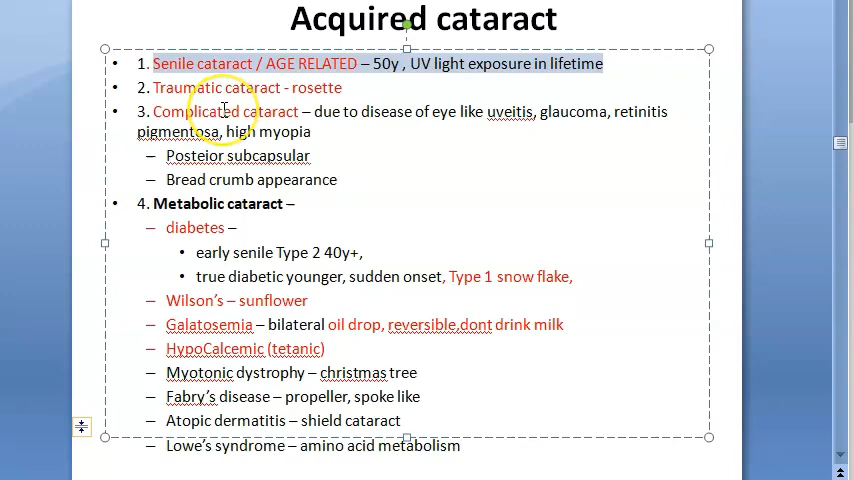 Acquired cataract
• 1. Senile cataract / AGE RELATED – 50y , UV light exposure in lifetime
• 2. Traumatic cataract - rosette
• 3. Complicated cataract – due to disease of eye like uveitis, glaucoma, retinitis
pigmentosa, high myopia
– Posteior subcapsular
– Bread crumb appearance
• 4. Metabolic cataract –
– diabetes –
• early senile Type 2 40y+,
• true diabetic younger, sudden onset, Type 1 snow flake,
– Wilson's – sunflower
– Galatosemia – bilateral oil drop, reversible,dont drink milk
– HypoCalcemic (tetanic)
– Myotonic dystrophy – christmas tree
– Fabry's disease – propeller, spoke like
– Atopic dermatitis – shield cataract
– Lowe's syndrome – amino acid metabolism